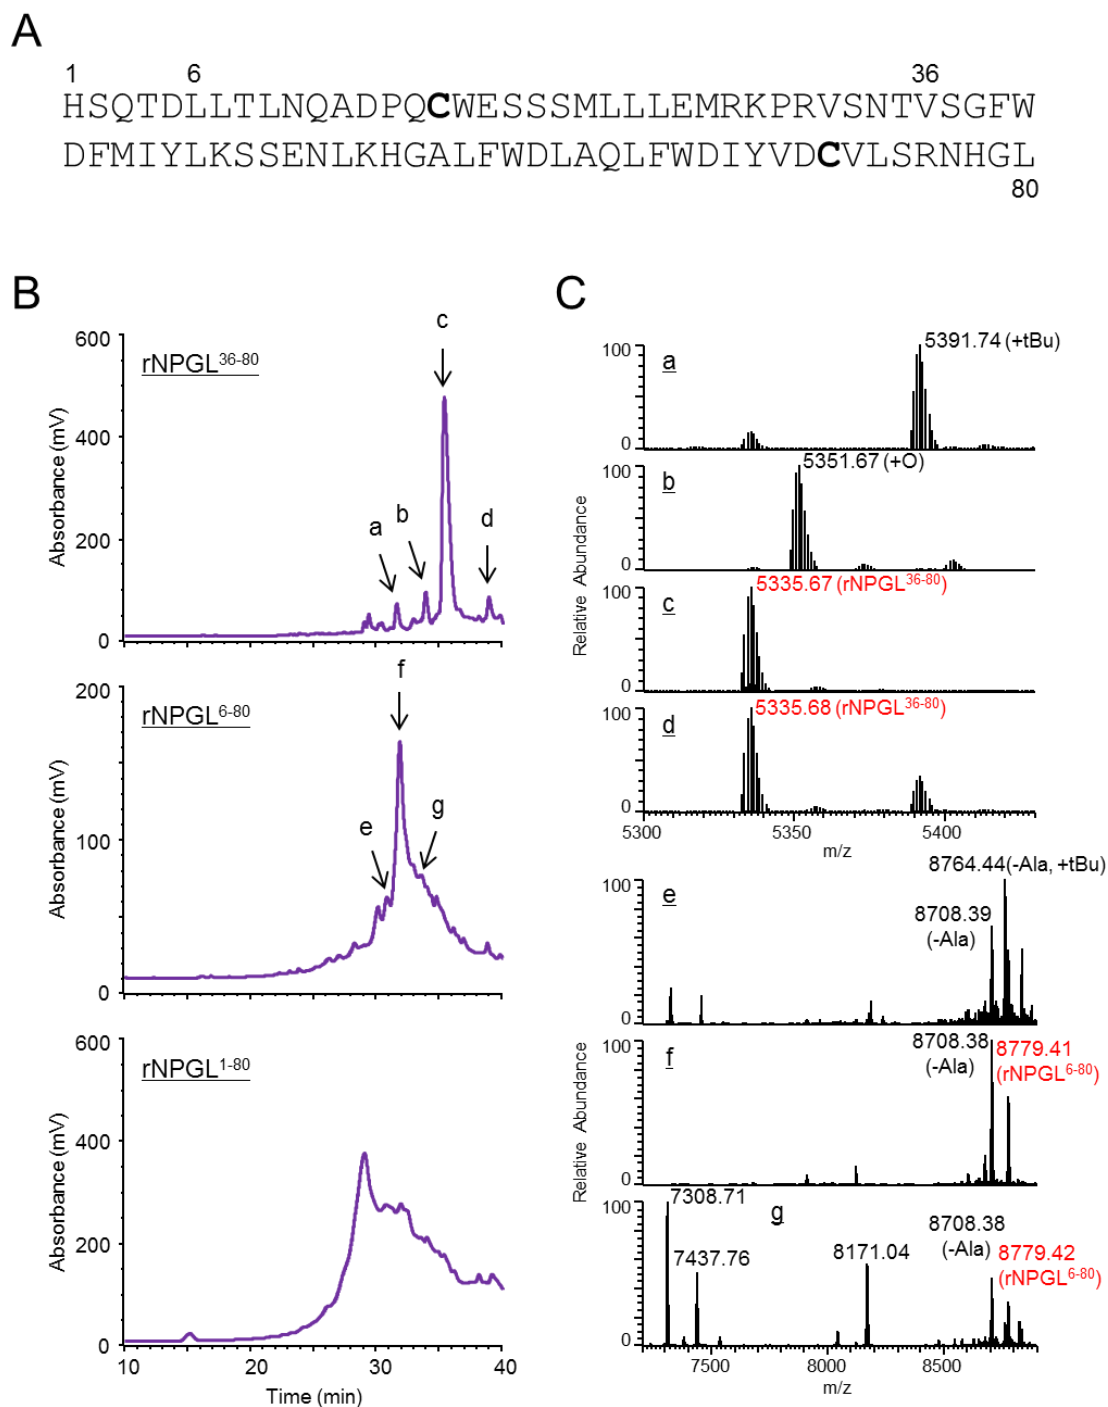 A
1 6 36
HSQTDLLTLNQADPQCWESSSMLLLEMRKPRVSNTVSGFW
DFMIYLKSSENLKHGALFWDLAQLFWDIYVDCVLSRNHGL
80
B
600
400
200
0
Absorbance (mV)
rNPGL36-80
a
b
c
d
200
100
0
Absorbance (mV)
rNPGL6-80
e
f
g
600
400
200
0
Absorbance (mV)
rNPGL1-80
10 20 30 40
Time (min)
C
Relative Abundance
a
100
0
5391.74 (+tBu)
b
100
0
5351.67 (+O)
c
100
0
5335.67 (rNPGL36-80)
d
100
0
5335.68 (rNPGL36-80)
5300 5350 5400
m/z
Relative Abundance
e
100
0
8764.44(-Ala, +tBu)
8708.39
(-Ala)
f
100
0
8708.38
(-Ala)
8779.41
(rNPGL6-80)
g
100
0
7308.71
7437.76
8171.04
8708.38
(-Ala)
8779.42
(rNPGL6-80)
7500 8000 8500
m/z